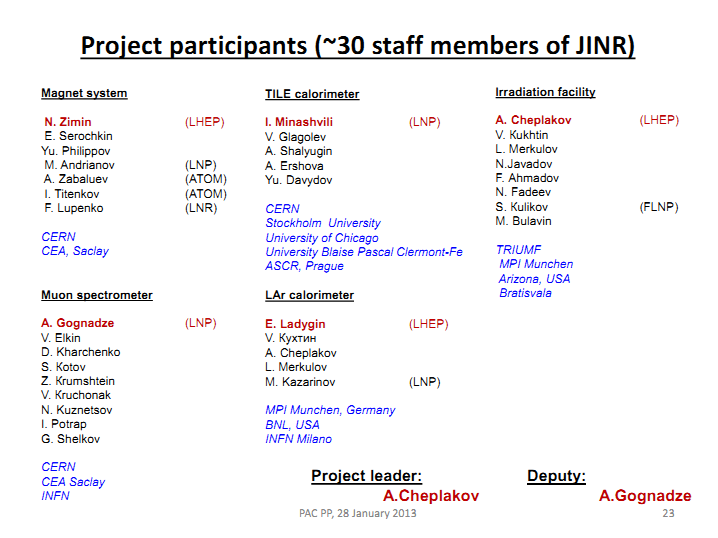 Project participants (~30 staff members of JINR)
Magnet system
N. Zimin (LHEP)
E. Serochkin
Yu. Philippov
M. Andrianov (LNP)
A. Zabaluev (ATOM)
I. Titenkov (ATOM)
F. Lupenko (LNR)
CERN
CEA, Saclay
TILE calorimeter
I. Minashvili (LNP)
V. Glagolev
A. Shalyugin
A. Ershova
Yu. Davydov
CERN
Stockholm University
University of Chicago
University Blaise Pascal Clermont-Fe
ASCR, Prague
Irradiation facility
A. Cheplakov (LHEP)
V. Kukhtin
L. Merkulov
N.Javadov
F. Ahmadov
N. Fadeev
S. Kulikov (FLNP)
M. Bulavin
TRIUMF
MPI Munchen
Arizona, USA
Bratisvala
Muon spectrometer
A. Gognadze (LNP)
V. Elkin
D. Kharchenko
S. Kotov
Z. Krumshtein
V. Kruchonak
N. Kuznetsov
I. Potrap
G. Shelkov
CERN
CEA Saclay
INFN
LAr calorimeter
E. Ladygin (LHEP)
V. Кухтин
A. Cheplakov
L. Merkulov
M. Kazarinov (LNP)
MPI Munchen, Germany
BNL, USA
INFN Milano
Project leader:
A.Cheplakov
Deputy:
A.Gognadze
PAC PP, 28 January 2013
23